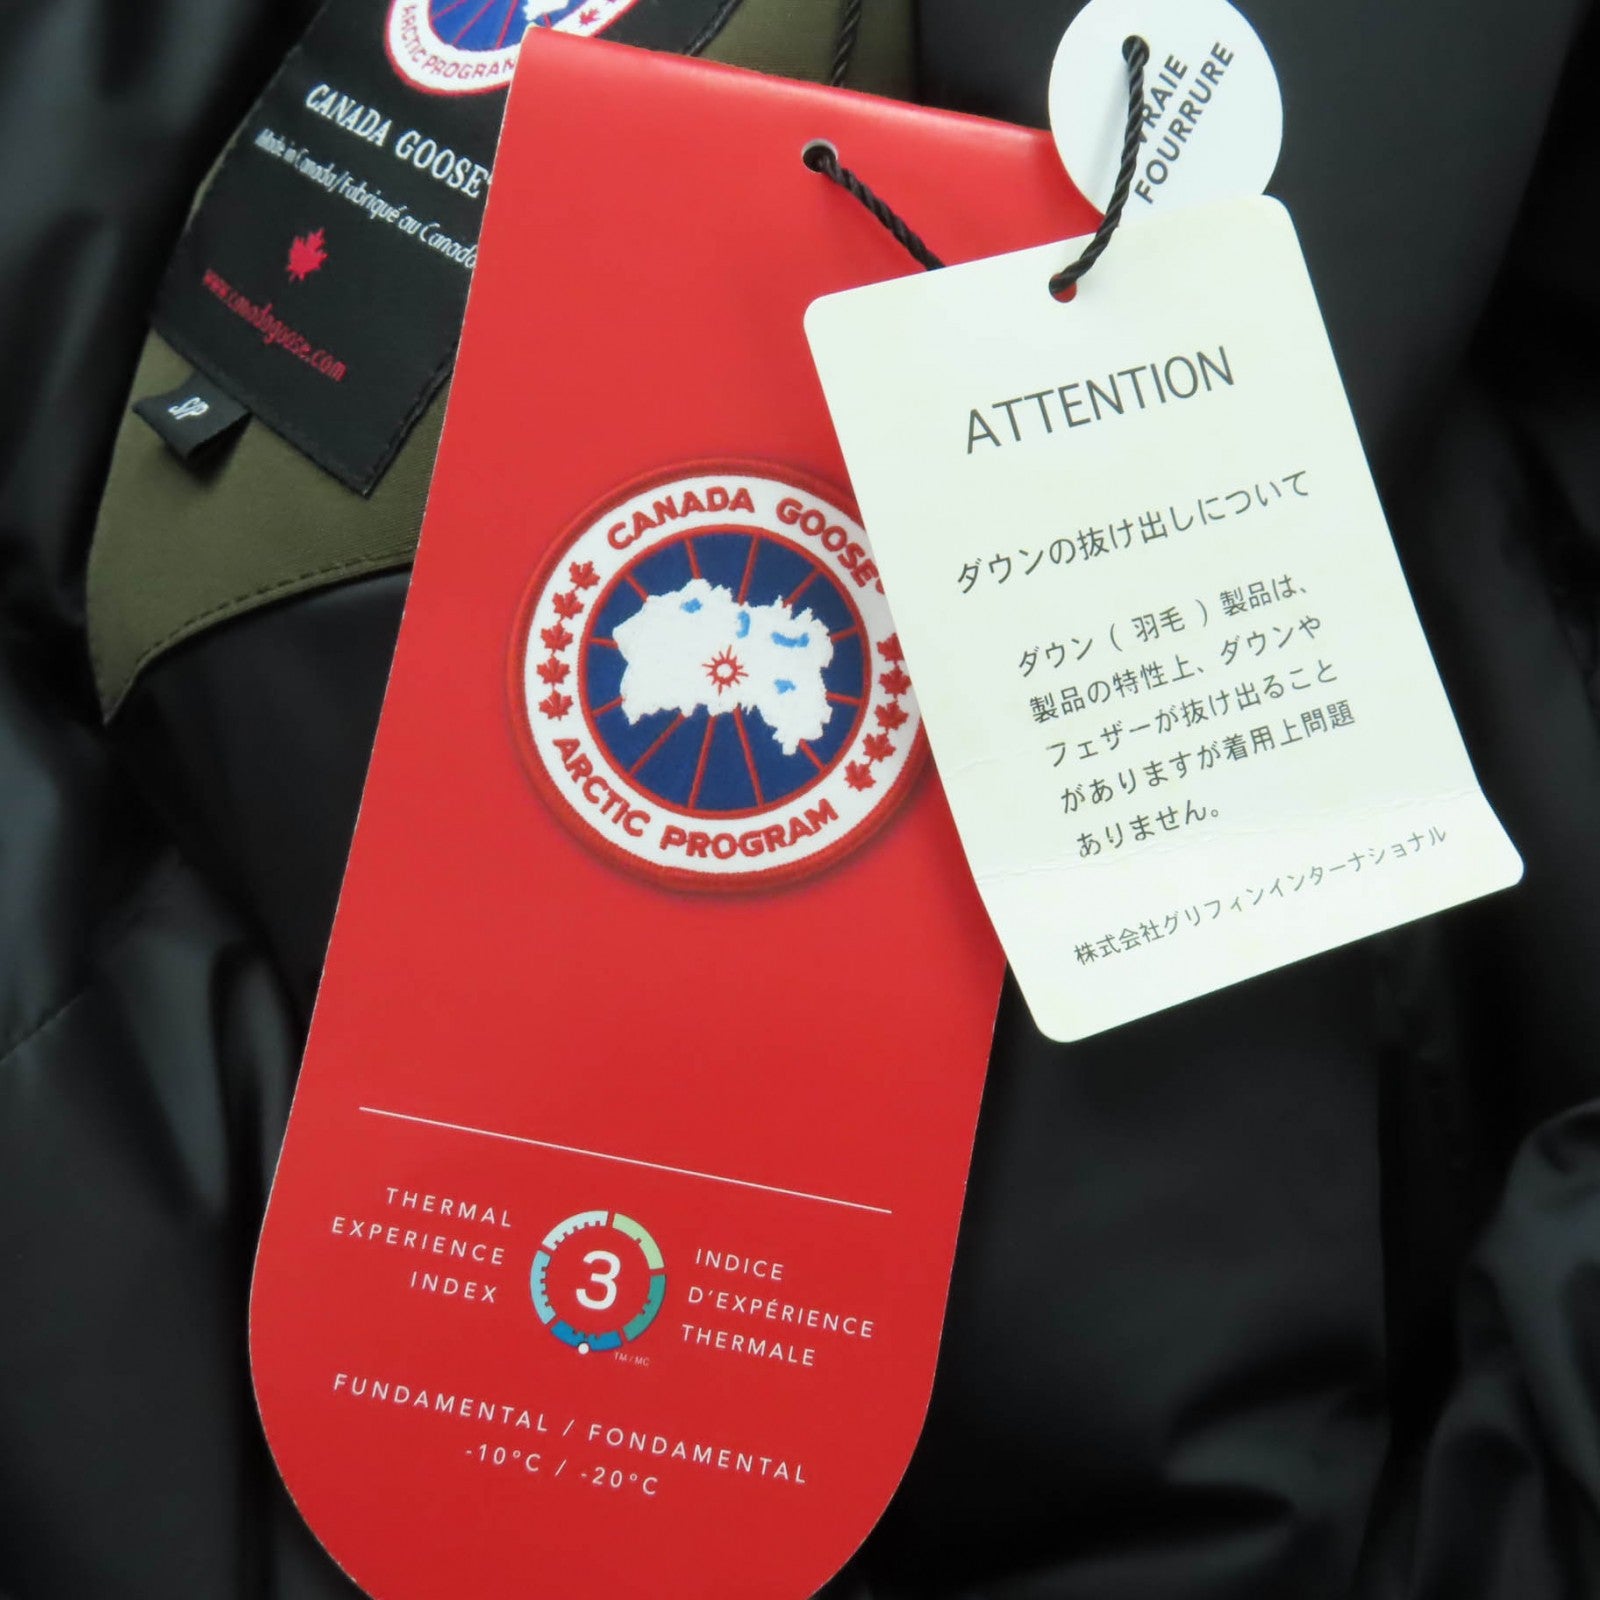 ARCTIC PROGRAM
CANADA GOOSE
Made in Canada/Fabriqué au Canada
www.canadagoose.com
S/P
VRAIE
FOURRURE
CANADA GOOSE
ARCTIC PROGRAM
ATTENTION
ダウンの抜け出しについて
ダウン ( 羽毛 ) 製品は、
製品の特性上、ダウンや
フェザーが抜け出ること
がありますが着用上問題
ありません。
株式会社グリフィンインターナショナル
THERMAL
EXPERIENCE
INDEX
3
TM/MC
INDICE
D'EXPÉRIENCE
THERMALE
FUNDAMENTAL / FONDAMENTAL
-10°C / -20°C